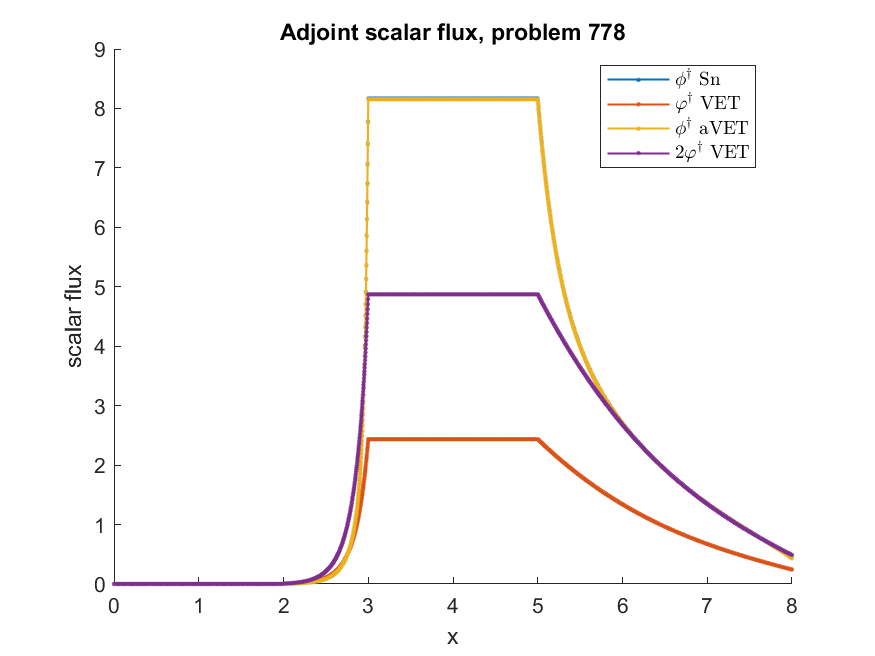 Adjoint scalar flux, problem 778
ϕ† Sn
φ† VET
ϕ† aVET
2φ† VET
scalar flux
9
8
7
6
5
4
3
2
1
0
0 1 2 3 4 5 6 7 8
x